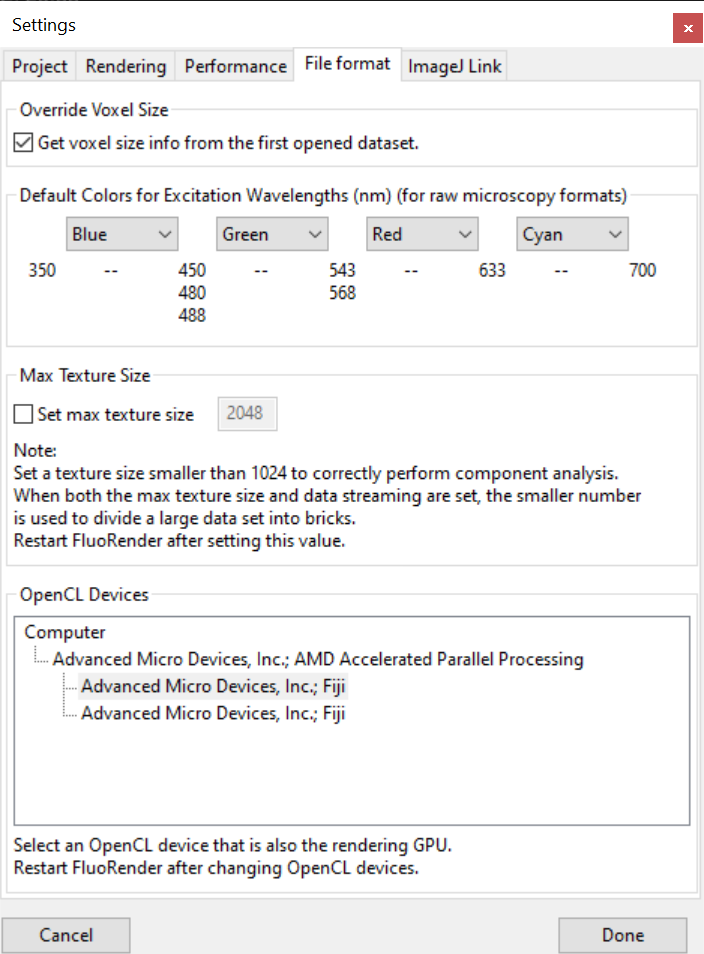 Settings
Project Rendering Performance File format ImageJ Link
Override Voxel Size
Get voxel size info from the first opened dataset.
Default Colors for Excitation Wavelengths (nm) (for raw microscopy formats)
Blue Green Red Cyan
350 -- 450 -- 543 -- 633 -- 700
480 568
488
Max Texture Size
Set max texture size 2048
Note:
Set a texture size smaller than 1024 to correctly perform component analysis.
When both the max texture size and data streaming are set, the smaller number
is used to divide a large data set into bricks.
Restart FluoRender after setting this value.
OpenCL Devices
Computer
Advanced Micro Devices, Inc.; AMD Accelerated Parallel Processing
Advanced Micro Devices, Inc.; Fiji
Advanced Micro Devices, Inc.; Fiji
Select an OpenCL device that is also the rendering GPU.
Restart FluoRender after changing OpenCL devices.
Cancel Done